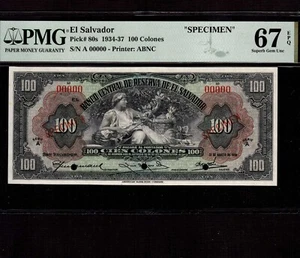 PMG
PAPER MONEY GUARANTY
El Salvador
Pick# 80s 1934-37 100 Colones
S/N A 00000 - Printer: ABNC
"SPECIMEN"
67 EPQ
Superb Gem Unc
BANCO CENTRAL DE RESERVA DE EL SALVADOR
100 100
00000 00000
100 100
100 CIEN COLONES 100